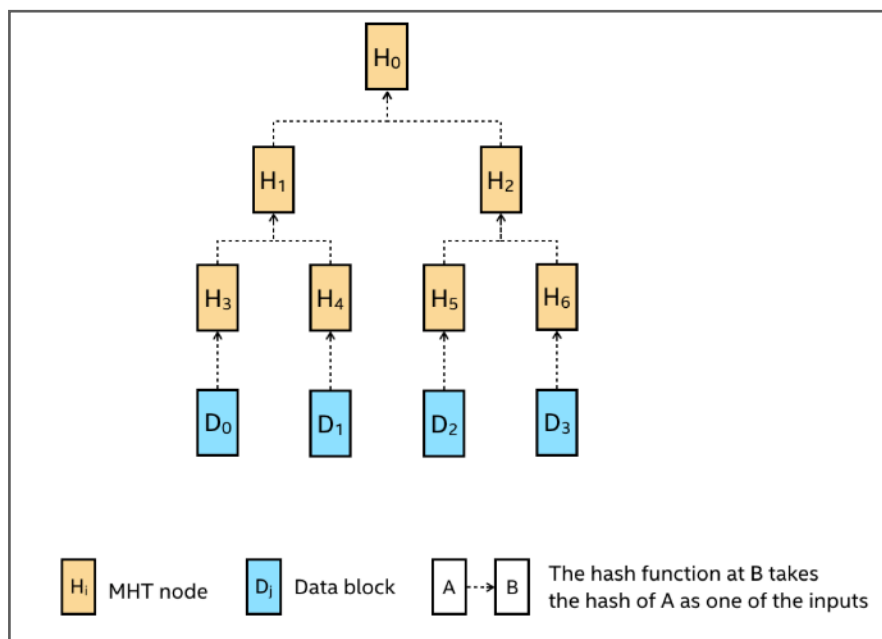 H₀
H₁ H₂
H₃ H₄ H₅ H₆
D₀ D₁ D₂ D₃
Hᵢ MHT node Dⱼ Data block A B The hash function at B takes
the hash of A as one of the inputs